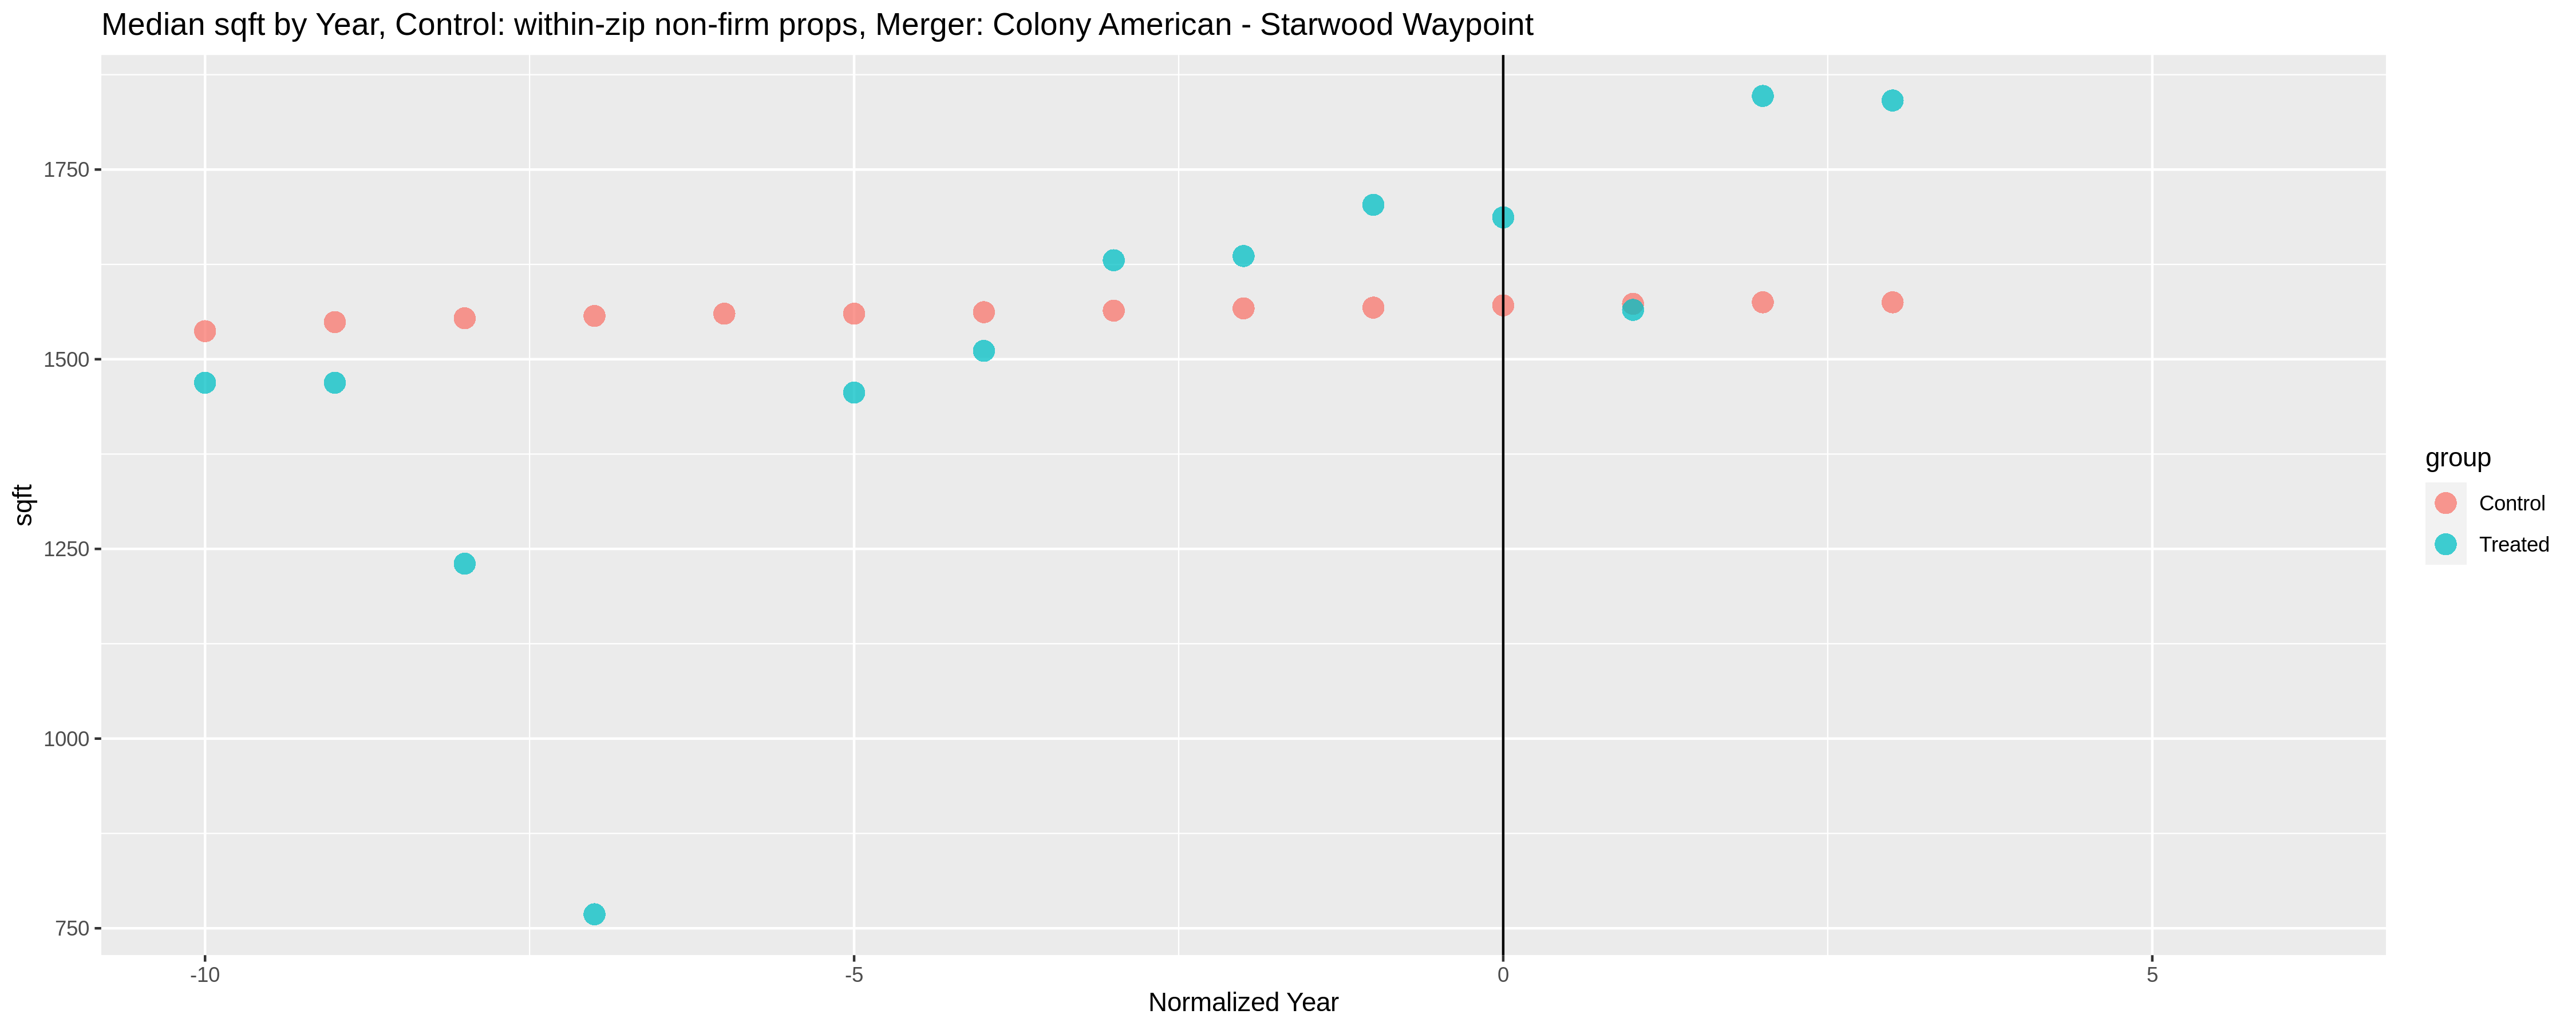 Median sqft by Year, Control: within-zip non-firm props, Merger: Colony American - Starwood Waypoint
1750
1500
1250
1000
750
sqft
-10
-5
0
5
Normalized Year
group
Control
Treated